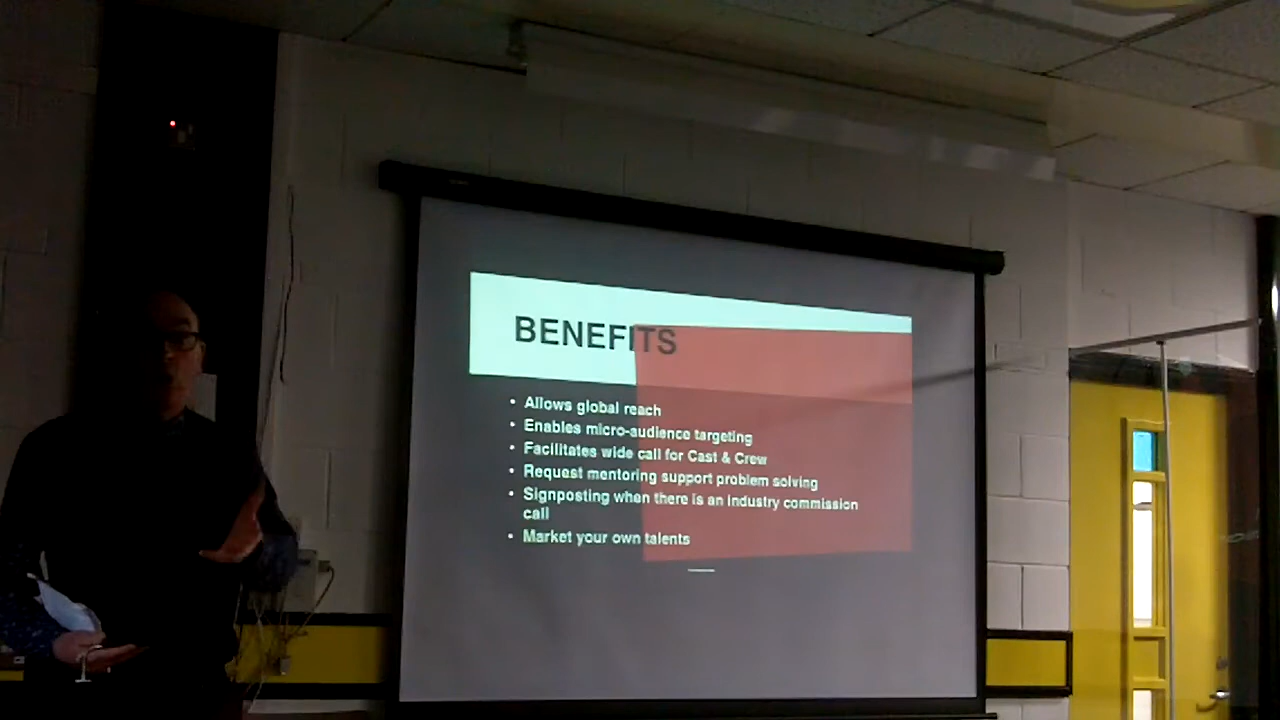 BENEFITS
• Allows global reach
• Enables micro-audience targeting
• Facilitates wide call for Cast & Crew
• Request mentoring support problem solving
• Signposting when there is an industry commission
call
• Market your own talents